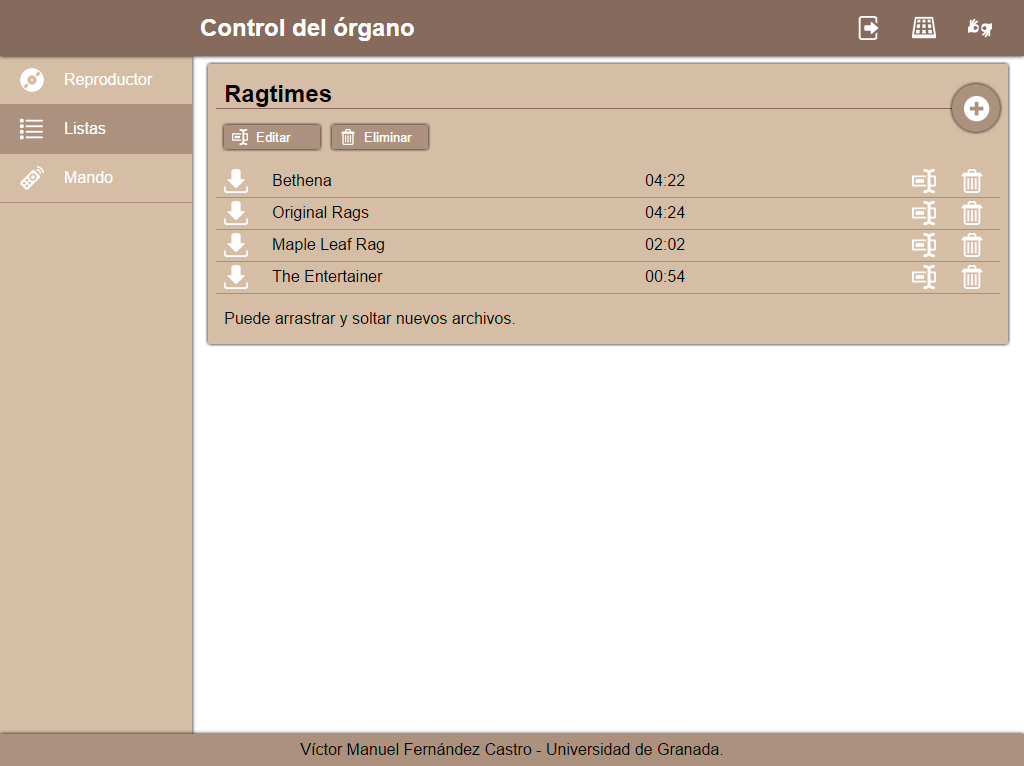 Control del órgano
Reproductor
Listas
Mando
Ragtimes
Editar Eliminar
Bethena 04:22
Original Rags 04:24
Maple Leaf Rag 02:02
The Entertainer 00:54
Puede arrastrar y soltar nuevos archivos.
Víctor Manuel Fernández Castro - Universidad de Granada.